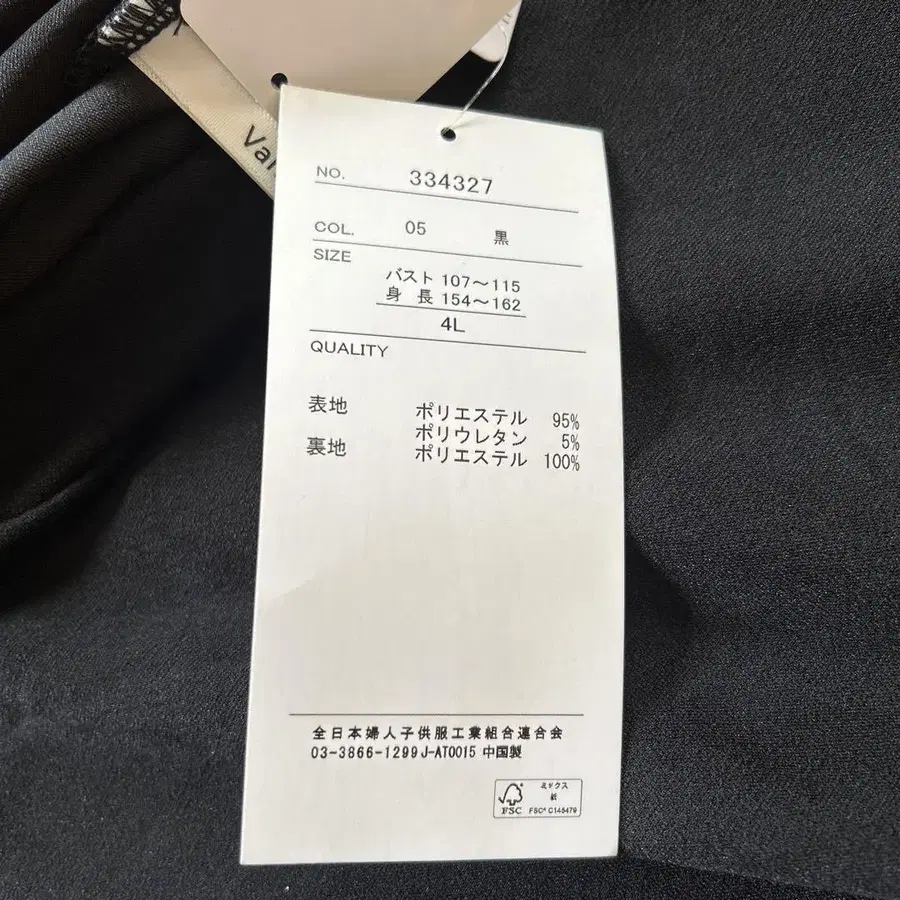 Var
NO. 334327
COL. 05 黒
SIZE
バスト 107～115
身長 154～162
4L
QUALITY
表地 ポリエステル 95%
ポリウレタン 5%
裏地 ポリエステル 100%
全日本婦人子供服工業組合連合会
03-3866-1299 J-AT0015 中国製
ミックス
紙
FSC FSC® C145479